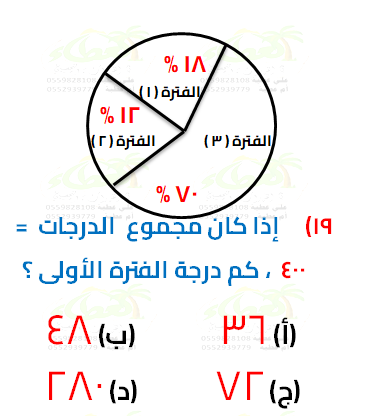 ١٨ %
الفترة (١)
١٢ %
الفترة (٢)
الفترة (٣)
٧٠ %
١٩) إذا كان مجموع الدرجات =
٤٠٠ ، كم درجة الفترة الأولى ؟
(أ) ٣٦
(ب) ٤٨
(ج) ٧٢
(د) ٢٨٠